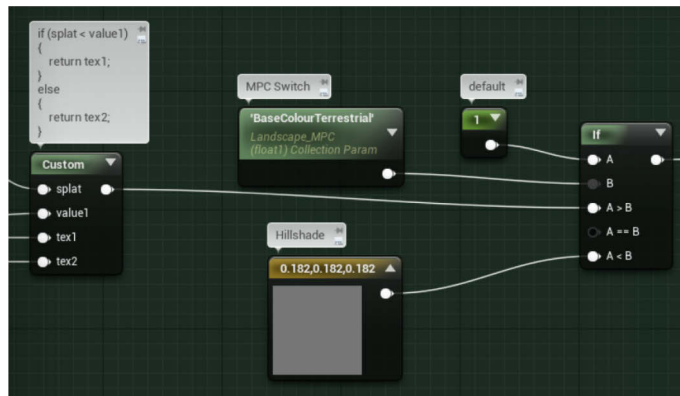 if (splat < value1)
{
return tex1;
}
else
{
return tex2;
}
Custom
splat
value1
tex1
tex2
MPC Switch
'BaseColourTerrestrial'
Landscape_MPC
(float1) Collection Param
default
1
Hillshade
0.182,0.182,0.182
If
A
B
A > B
A == B
A < B